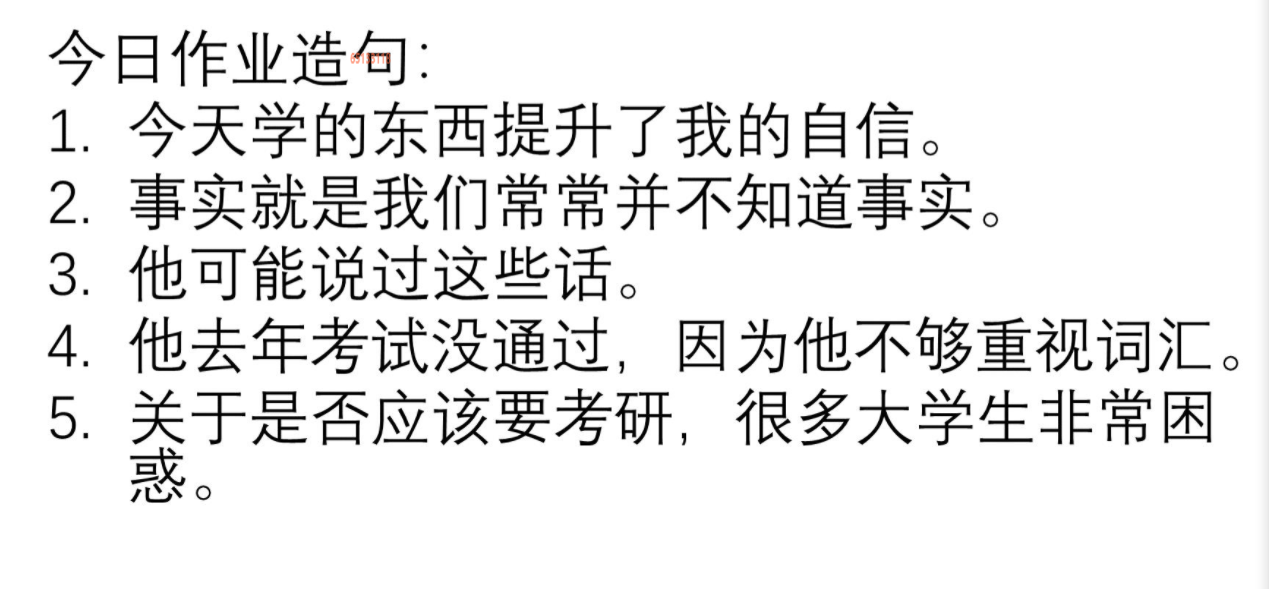 今日作业造句：
1. 今天学的东西提升了我的自信。
2. 事实就是我们常常并不知道事实。
3. 他可能说过这些话。
4. 他去年考试没通过，因为他不够重视词汇。
5. 关于是否应该要考研，很多大学生非常困
惑。